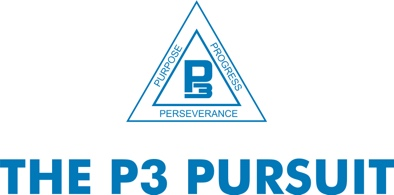 PURPOSE
PROGRESS
P3
PERSEVERANCE
THE P3 PURSUIT